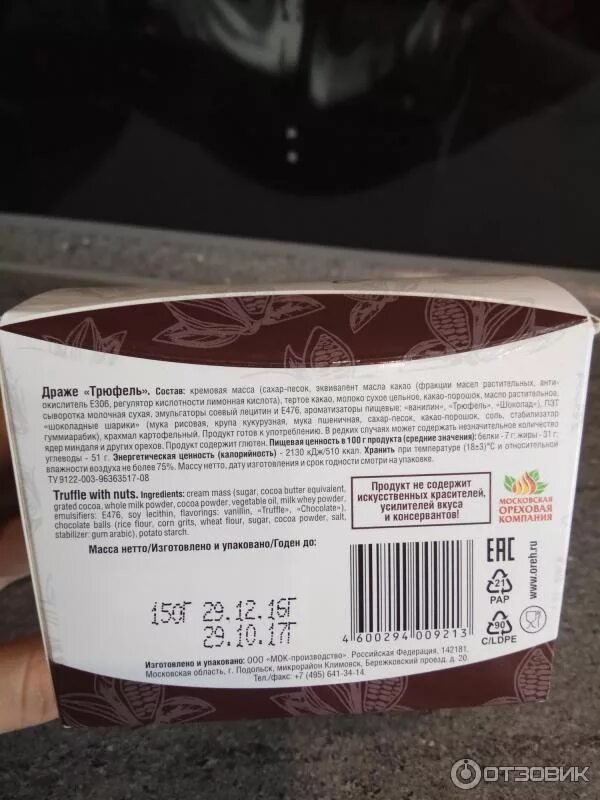 Драже «Трюфель». Состав: кремовая масса (сахар-песок, эквивалент масла какао (фракции масел растительных, анти-
окислитель Е306, регулятор кислотности лимонная кислота), тертое какао, молоко сухое цельное, какао-порошок, масло растительное,
сыворотка молочная сухая, эмульгаторы соевый лецитин и Е476, ароматизаторы пищевые: «ванилин», «Трюфель», «Шоколад»), ПЭТ
«шоколадные шарики» (мука рисовая, крупа кукурузная, мука пшеничная, сахар-песок, какао-порошок, соль, стабилизатор
гуммиарабик), крахмал картофельный. Продукт готов к употреблению. В редких случаях может содержать незначительное количество
ядер миндаля и других орехов. Продукт содержит глютен. Пищевая ценность в 100 г продукта (средние значения): белки - 7 г; жиры - 31 г;
углеводы – 51 г. Энергетическая ценность (калорийность) - 2130 кДж/510 ккал. Хранить при температуре (18±3)°С и относительной
влажности воздуха не более 75%. Массу нетто, дату изготовления и срок годности смотри на упаковке.
ТУ 9122-003-96363517-08
Truffle with nuts. Ingredients: cream mass (sugar, cocoa butter equivalent,
grated cocoa, whole milk powder, cocoa powder, vegetable oil, milk whey powder,
emulsifiers: E476, soy lecithin, flavorings: vanillin, «Truffle», «Chocolate»),
chocolate balls (rice flour, corn grits, wheat flour, sugar, cocoa powder, salt,
stabilizer: gum arabic), potato starch.
Продукт не содержит
искусственных красителей,
усилителей вкуса
и консервантов!
МОСКОВСКАЯ
ОРЕХОВАЯ
КОМПАНИЯ
Масса нетто/Изготовлено и упаковано/Годен до:
150Г 29.12.16Г
29.10.17Г
4 600294 009213
EAC
21
PAP
90
C/LDPE
www.oreh.ru
Изготовлено и упаковано: ООО «МОК-производство». Российская Федерация, 142181,
Московская область, г. Подольск, микрорайон Климовск, Бережковский проезд, д. 20.
Тел./факс: +7 (495) 641-34-14.
ОТЗОВИК